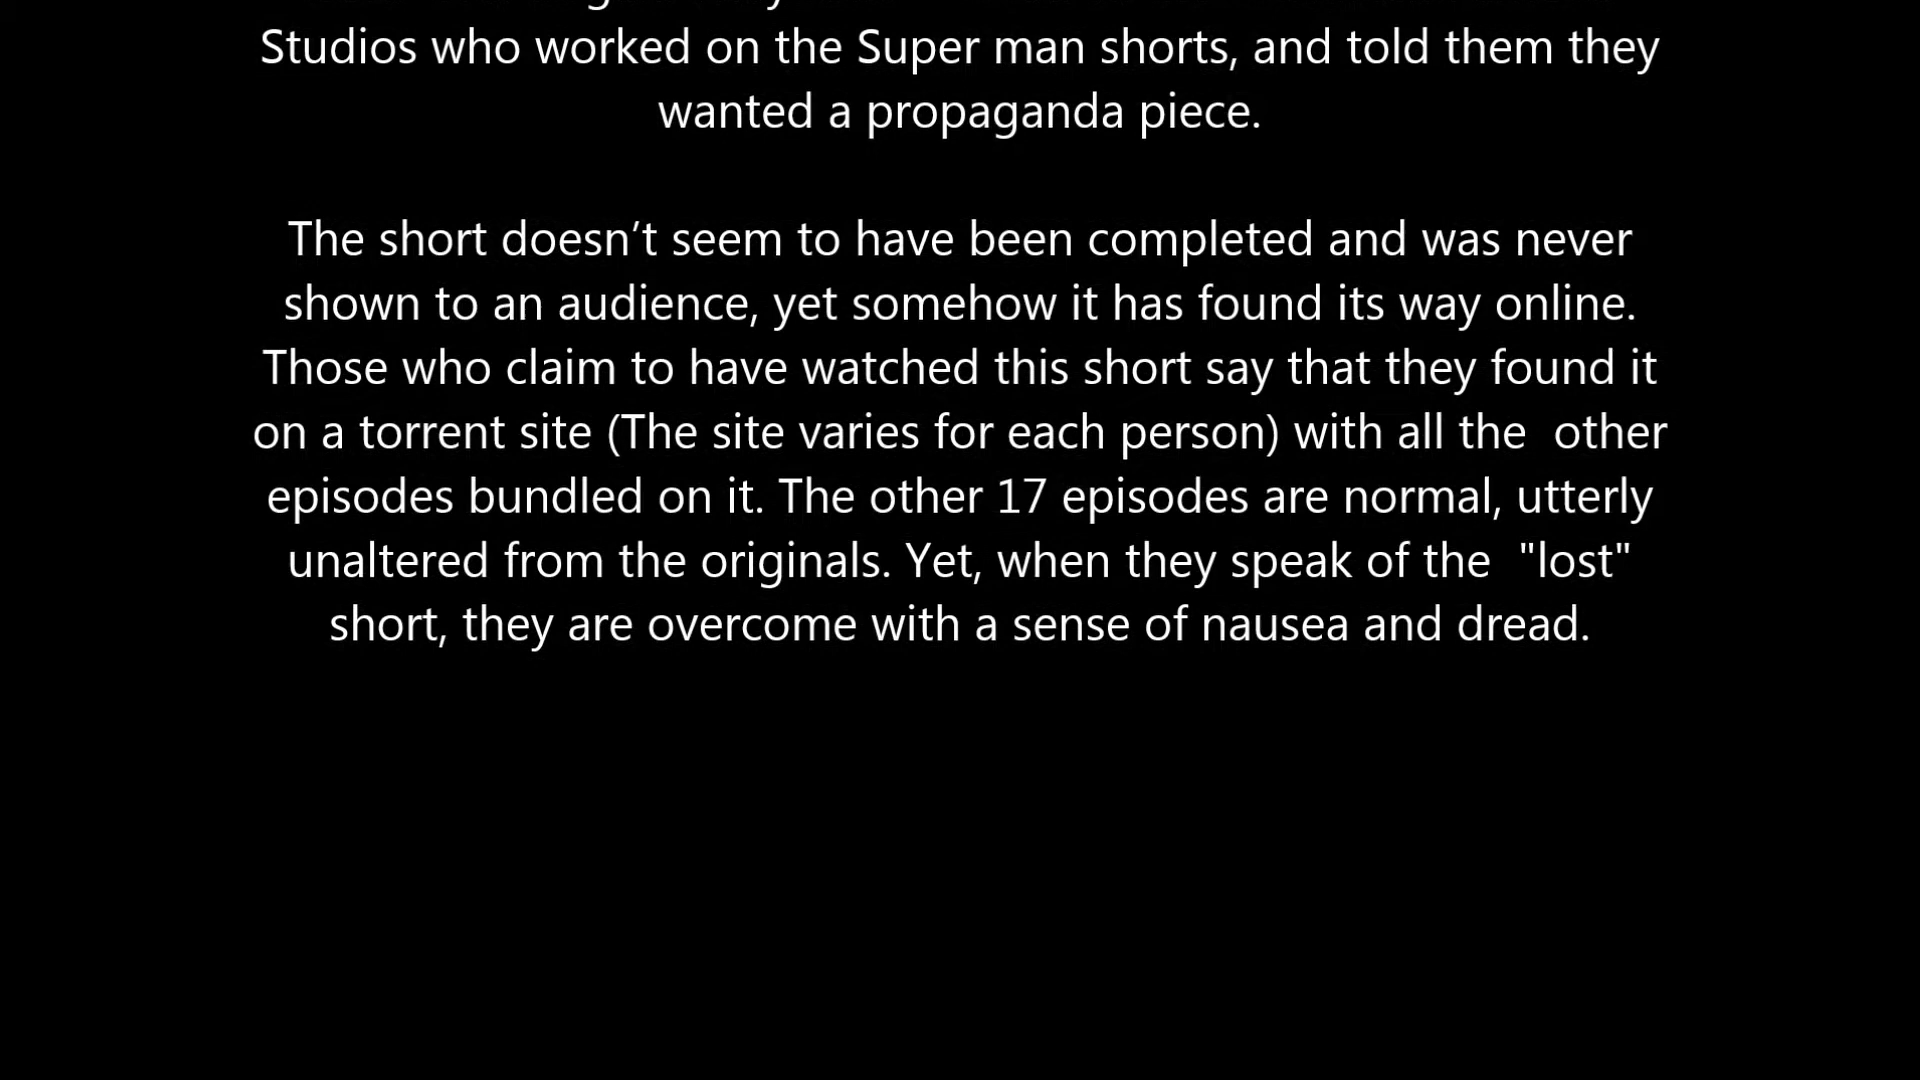 Studios who worked on the Super man shorts, and told them they
wanted a propaganda piece.
The short doesn’t seem to have been completed and was never
shown to an audience, yet somehow it has found its way online.
Those who claim to have watched this short say that they found it
on a torrent site (The site varies for each person) with all the  other
episodes bundled on it. The other 17 episodes are normal, utterly
unaltered from the originals. Yet, when they speak of the  "lost"
short, they are overcome with a sense of nausea and dread.